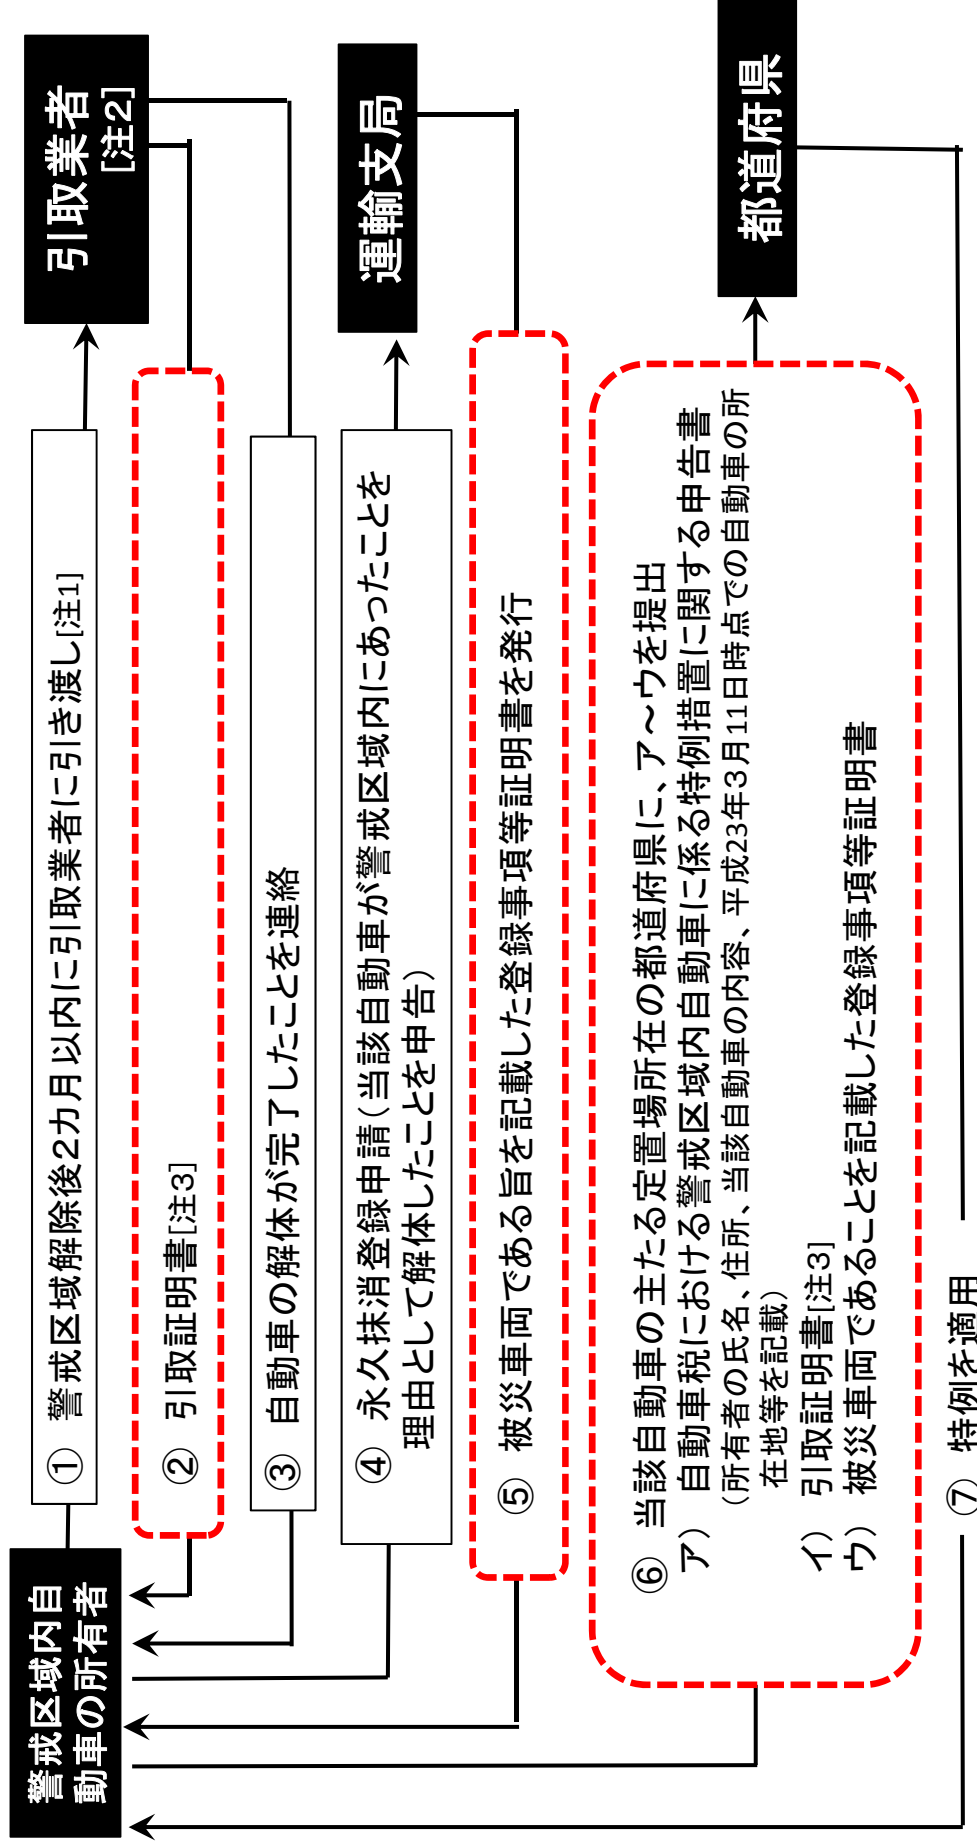 警戒区域内自
動車の所有者
引取業者
[注2]
運輸支局
都道府県
① 警戒区域解除後2カ月以内に引取業者に引き渡し[注1]
② 引取証明書[注3]
③ 自動車の解体が完了したことを連絡
④ 永久抹消登録申請（当該自動車が警戒区域内にあったことを
理由として解体したことを申告）
⑤ 被災車両である旨を記載した登録事項等証明書を発行
⑥ 当該自動車の主たる定置場所在の都道府県に、ア～ウを提出
ア） 自動車税における警戒区域内自動車に係る特例措置に関する申告書
（所有者の氏名、住所、当該自動車の内容、平成23年3月11日時点での自動車の所
在地等を記載）
イ） 引取証明書[注3]
ウ） 被災車両であることを記載した登録事項等証明書
⑦ 特例を適用